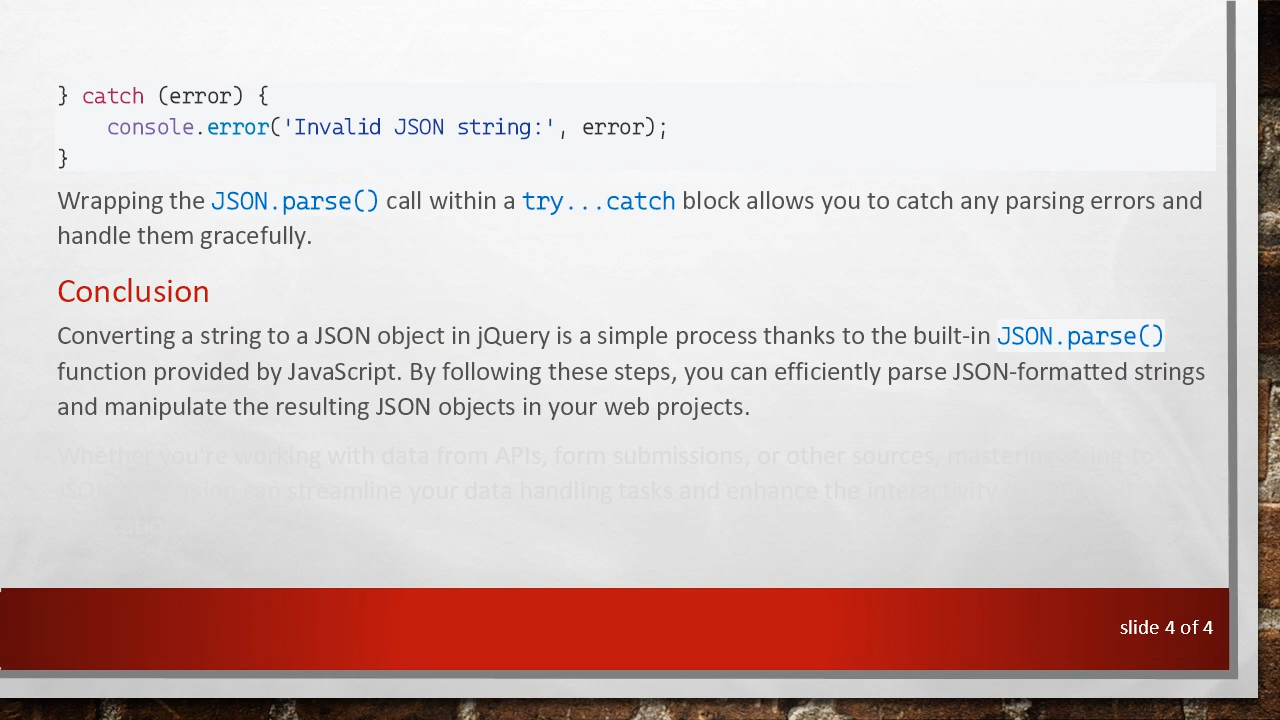 } catch (error) {
    console.error('Invalid JSON string:', error);
}
Wrapping the JSON.parse() call within a try...catch block allows you to catch any parsing errors and
handle them gracefully.
Conclusion
Converting a string to a JSON object in jQuery is a simple process thanks to the built-in JSON.parse()
function provided by JavaScript. By following these steps, you can efficiently parse JSON-formatted strings
and manipulate the resulting JSON objects in your web projects.
Whether you're working with data from APIs, form submissions, or other sources, mastering string-to
JSON can streamline your data handling tasks and enhance the interactivity
slide 4 of 4